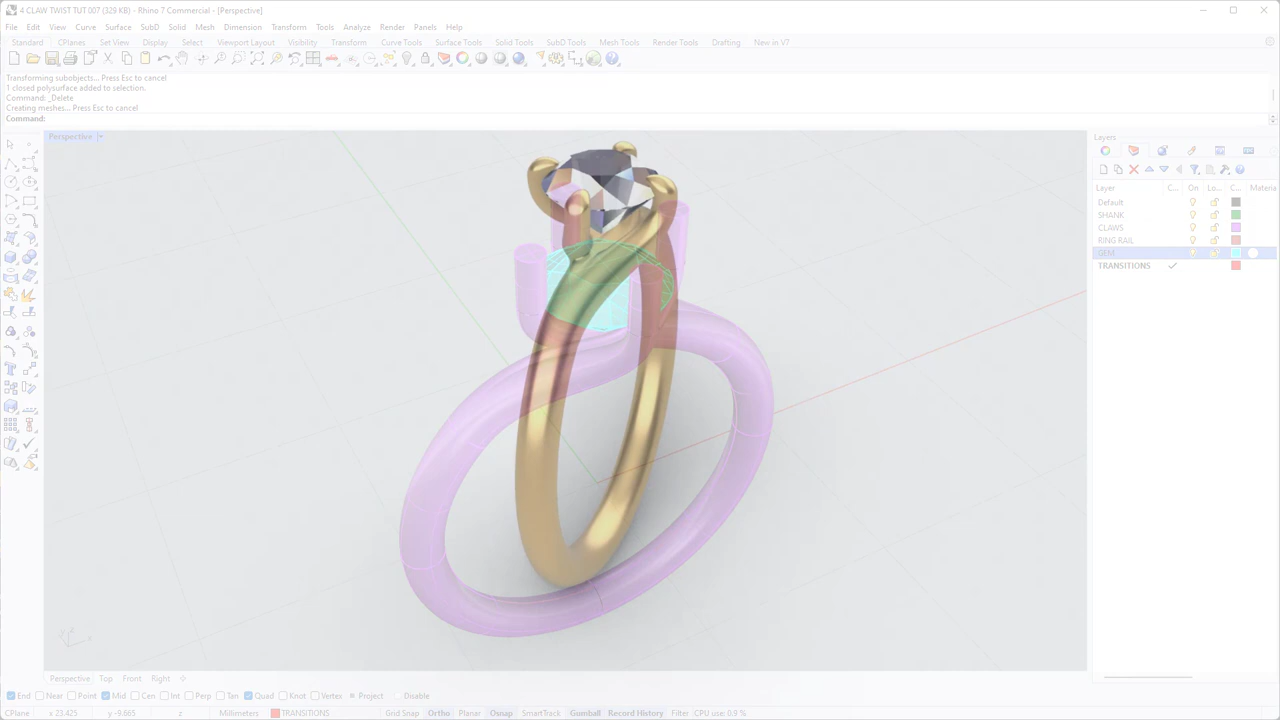 4 CLAW TWIST TUT 007 (329 KB) - Rhino 7 Commercial - [Perspective]
File Edit View Curve Surface SubD Solid Mesh Dimension Transform Tools Analyze Render Panels Help
Standard CPlanes Set View Display Select Viewport Layout Visibility Transform Curve Tools Surface Tools Solid Tools SubD Tools Mesh Tools Render Tools Drafting New in V7
Transforming subobjects... Press Esc to cancel
1 closed polysurface added to selection.
Command: _Delete
Creating meshes... Press Esc to cancel
Command:
Perspective
Layers
Layer C... On Lo... C... Materia
Default
SHANK
CLAWS
RING RAIL
GEM
TRANSITIONS
Perspective Top Front Right
End Near Point Mid Cen Int Perp Tan Quad Knot Vertex Project Disable
CPlane x 23.425 y -9.665 z Millimeters TRANSITIONS Grid Snap Ortho Planar Osnap SmartTrack Gumball Record History Filter CPU use: 0.9 %